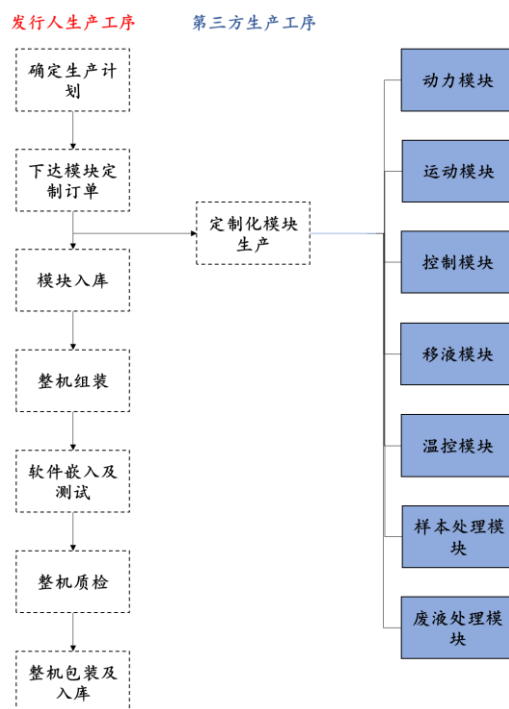 发行人生产工序
第三方生产工序
确定生产计
划
下达模块定
制订单
模块入库
整机组装
软件嵌入及
测试
整机质检
整机包装及
入库
定制化模块
生产
动力模块
运动模块
控制模块
移液模块
温控模块
样本处理模
块
废液处理模
块